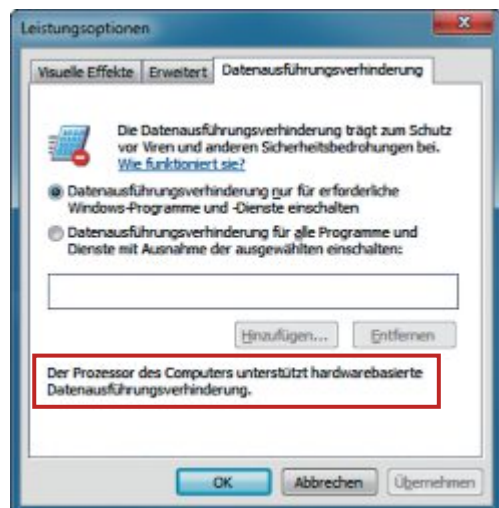 Leistungsoptionen
Visuelle Effekte Erweitert Datenausführungsverhinderung
Die Datenausführungsverhinderung trägt zum Schutz
vor Viren und anderen Sicherheitsbedrohungen bei.
Wie funktioniert sie?
Datenausführungsverhinderung nur für erforderliche
Windows-Programme und -Dienste einschalten
Datenausführungsverhinderung für alle Programme und
Dienste mit Ausnahme der ausgewählten einschalten:
Hinzufügen... Entfernen
Der Prozessor des Computers unterstützt hardwarebasierte
Datenausführungsverhinderung.
OK Abbrechen Übernehmen